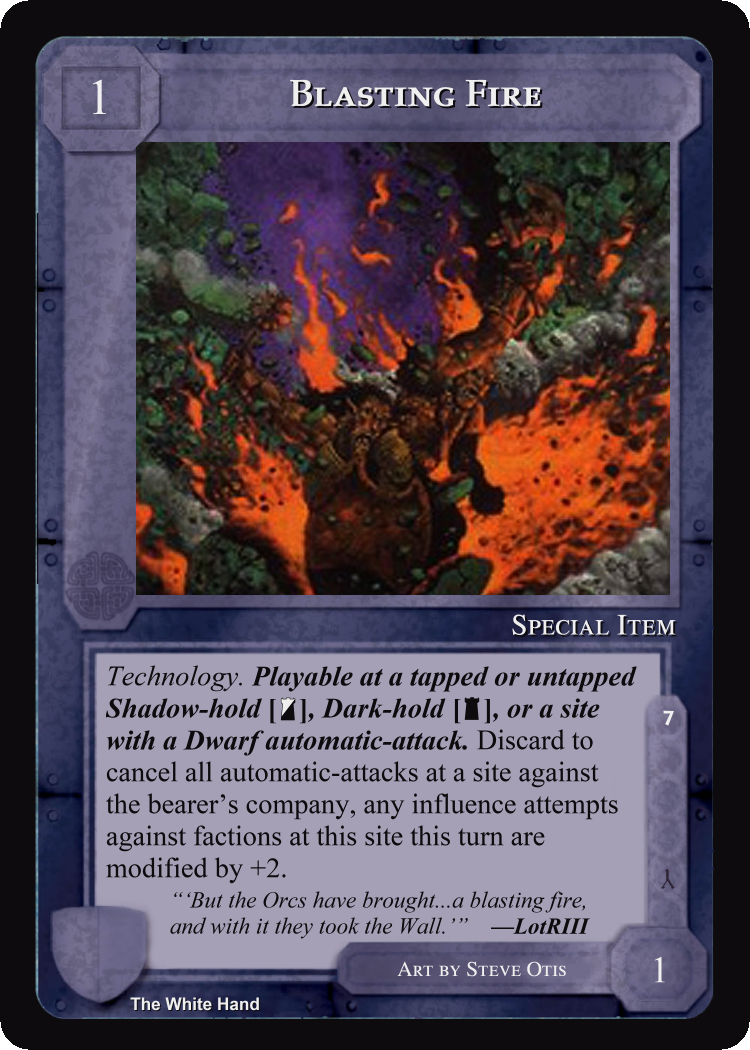 1
Blasting Fire
Special Item
Technology. Playable at a tapped or untapped
Shadow-hold [ ], Dark-hold [ ], or a site
with a Dwarf automatic-attack. Discard to
cancel all automatic-attacks at a site against
the bearer’s company, any influence attempts
against factions at this site this turn are
modified by +2.
“‘But the Orcs have brought...a blasting fire,
and with it they took the Wall.’” —LotRIII
7
Art by Steve Otis
1
The White Hand